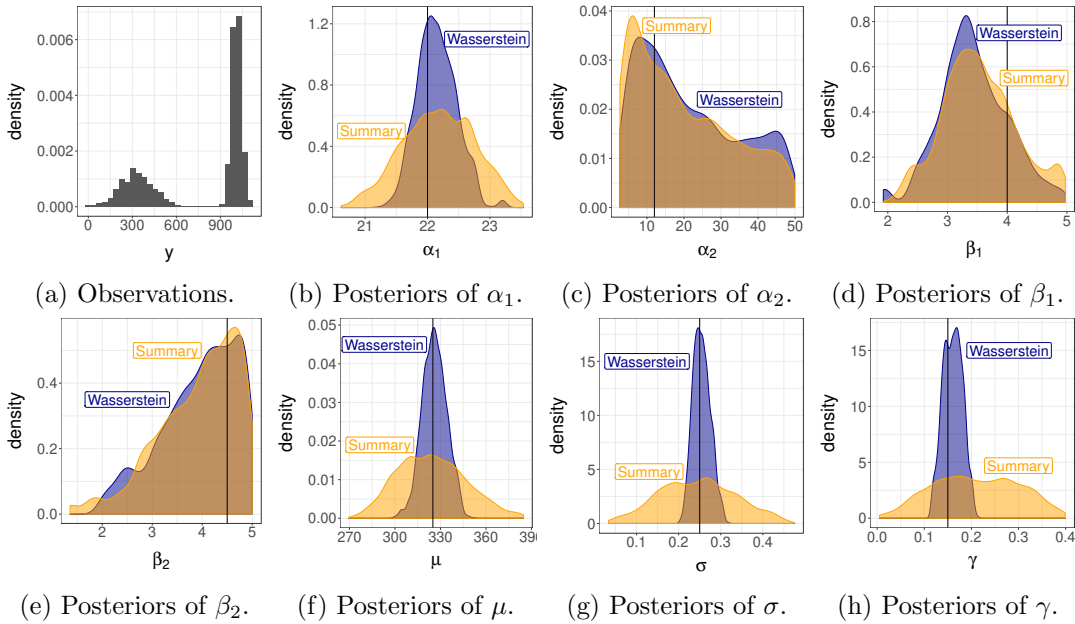 0.006
0.004
0.002
0.000
density
0 300 600 900
y
(a) Observations.
1.2
0.8
0.4
0.0
density
Wasserstein
Summary
21 22 23
α1
(b) Posteriors of α1.
0.04
0.03
0.02
0.01
0.00
density
Summary
Wasserstein
10 20 30 40 50
α2
(c) Posteriors of α2.
0.8
0.6
0.4
0.2
0.0
density
Wasserstein
Summary
2 3 4 5
β1
(d) Posteriors of β1.
0.4
0.2
0.0
density
Summary
Wasserstein
2 3 4 5
β2
(e) Posteriors of β2.
0.05
0.04
0.03
0.02
0.01
0.00
density
Wasserstein
Summary
270 300 330 360
μ
(f) Posteriors of μ.
15
10
5
0
density
Wasserstein
Summary
0.1 0.2 0.3 0.4
σ
(g) Posteriors of σ.
15
10
5
0
density
Wasserstein
Summary
0.0 0.1 0.2 0.3 0.4
γ
(h) Posteriors of γ.